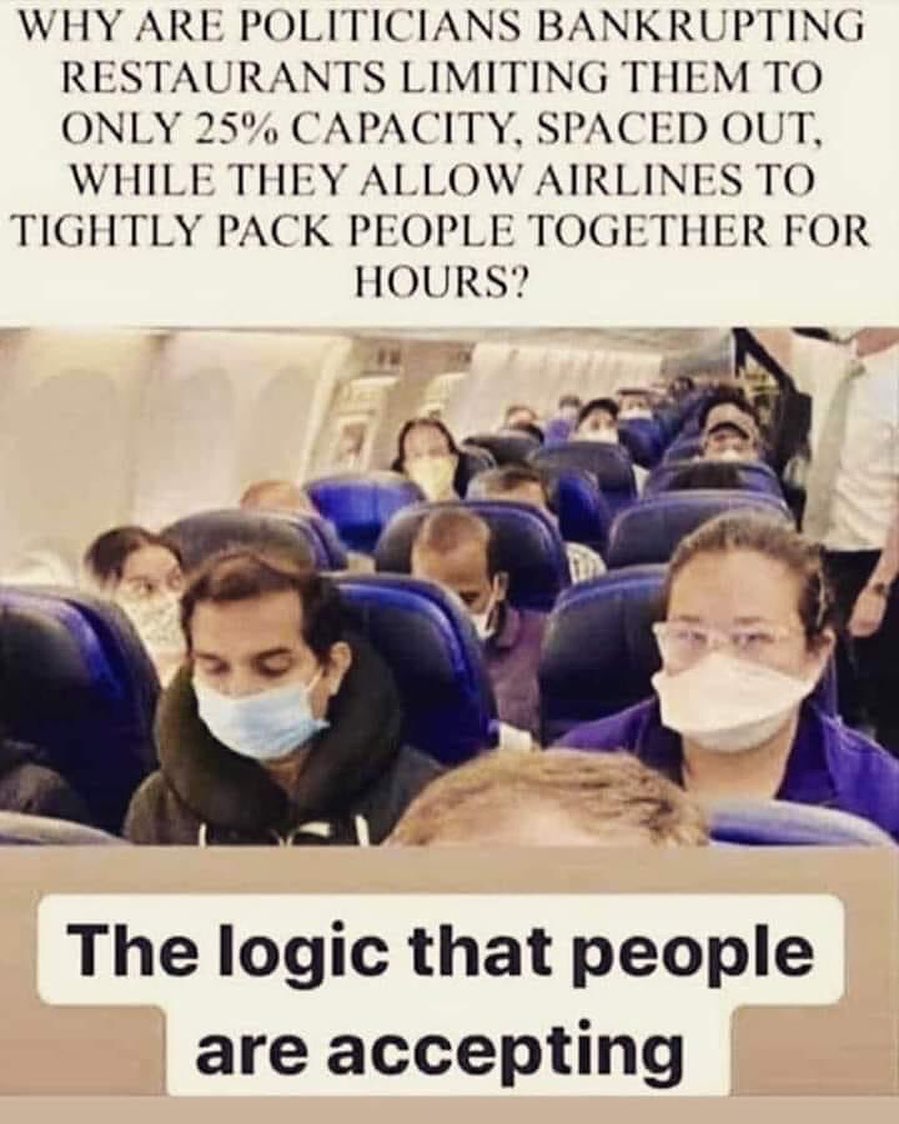 WHY ARE POLITICIANS BANKRUPTING
RESTAURANTS LIMITING THEM TO
ONLY 25% CAPACITY, SPACED OUT,
WHILE THEY ALLOW AIRLINES TO
TIGHTLY PACK PEOPLE TOGETHER FOR
HOURS?
The logic that people
are accepting